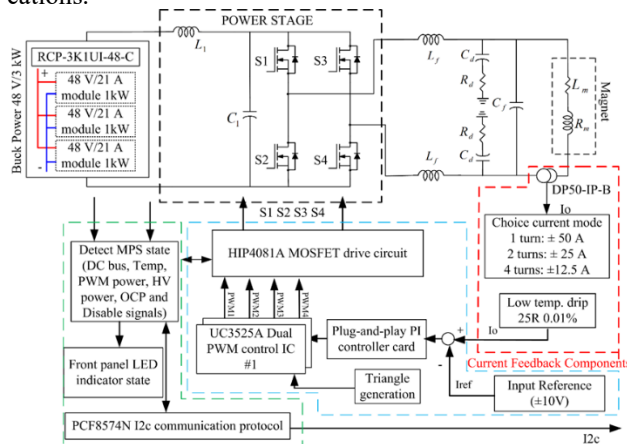 cations.
POWER STAGE
Buck Power 48 V/3 kW
RCP-3K1UI-48-C
+
48 V/21 A
module 1kW
48 V/21 A
module 1kW
48 V/21 A
module 1kW
-
L1
C1
S1
S3
S2
S4
Lf
Cd
Rd
Rd
Cd
Lf
Cf
Lm
Rm
Magnet
DP50-IP-B
Io
S1 S2 S3 S4
Choice current mode
1 turn: ± 50 A
2 turns: ± 25 A
4 turns: ±12.5 A
Low temp. drip
25R 0.01%
Current Feedback Components
Detect MPS state
(DC bus, Temp,
PWM power, HV
power, OCP and
Disable signals)
HIP4081A MOSFET drive circuit
PWM1
PWM2
PWM3
PWM4
UC3525A Dual
PWM control IC
#1
Plug-and-play PI
controller card
+
Io
-
Iref
Triangle
generation
Input Reference
(±10V)
Front panel LED
indicator state
PCF8574N I2c communication protocol
I2c